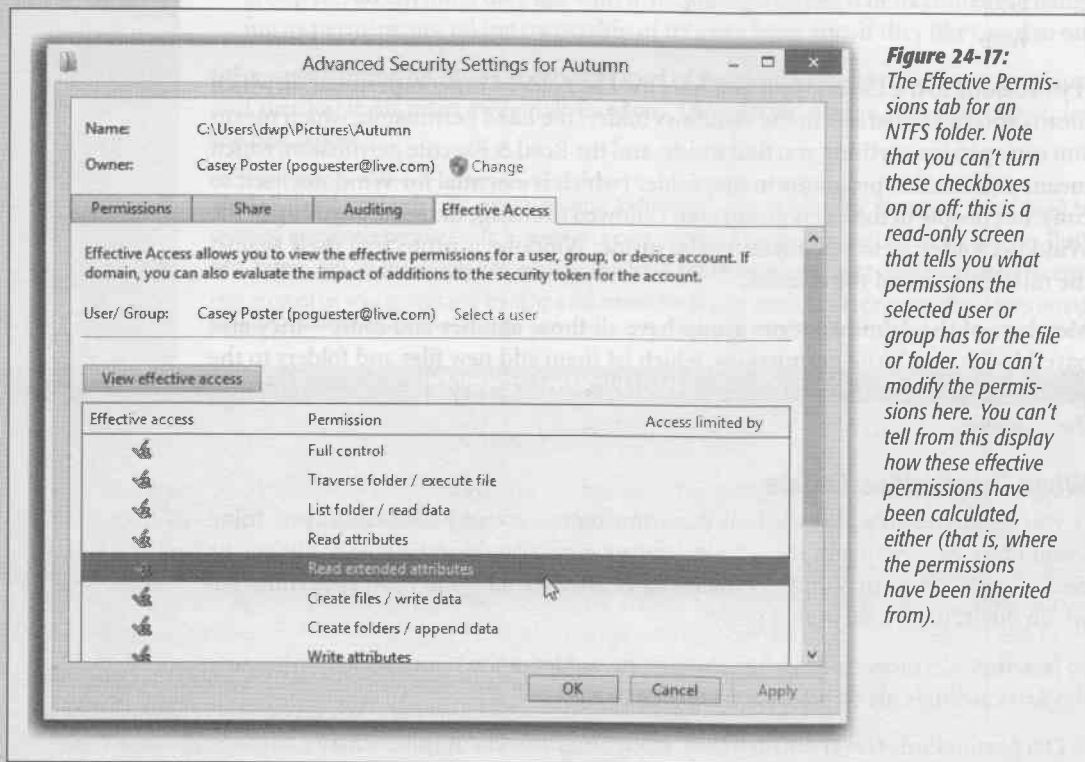 Advanced Security Settings for Autumn
Name: C:\Users\dwp\Pictures\Autumn
Owner: Casey Poster (poguester@live.com) Change
Permissions Share Auditing Effective Access
Effective Access allows you to view the effective permissions for a user, group, or device account. If
domain, you can also evaluate the impact of additions to the security token for the account.
User/ Group: Casey Poster (poguester@live.com) Select a user
View effective access
Effective access Permission Access limited by
Full control
Traverse folder / execute file
List folder / read data
Read attributes
Read extended attributes
Create files / write data
Create folders / append data
Write attributes
OK Cancel Apply
Figure 24-17:
The Effective Permis-
sions tab for an
NTFS folder. Note
that you can't turn
these checkboxes
on or off; this is a
read-only screen
that tells you what
permissions the
selected user or
group has for the file
or folder. You can't
modify the permis-
sions here. You can't
tell from this display
how these effective
permissions have
been calculated,
either (that is, where
the permissions
have been inherited
from).